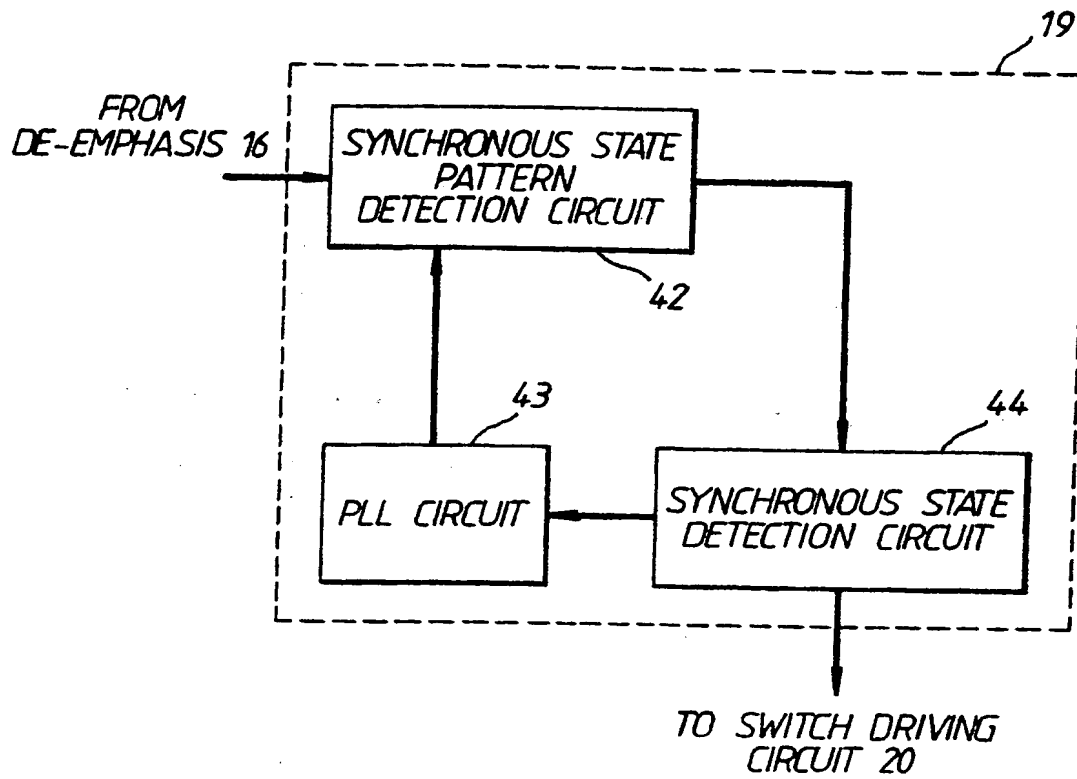 19
FROM
DE-EMPHASIS 16
SYNCHRONOUS STATE
PATTERN
DETECTION CIRCUIT
42
43
44
PLL CIRCUIT
SYNCHRONOUS STATE
DETECTION CIRCUIT
TO SWITCH DRIVING
CIRCUIT 20